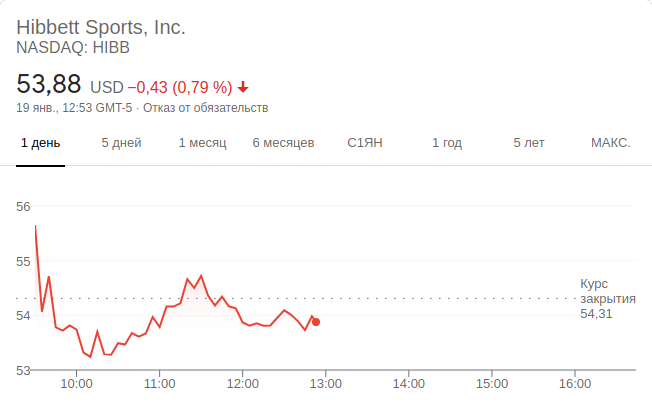 Hibbett Sports, Inc.
NASDAQ: HIBB
53,88 USD −0,43 (0,79 %)
19 янв., 12:53 GMT-5 · Отказ от обязательств
1 день 5 дней 1 месяц 6 месяцев С1ЯН 1 год 5 лет МАКС.
56
55
Курс
закрытия
54,31
54
53
10:00 11:00 12:00 13:00 14:00 15:00 16:00